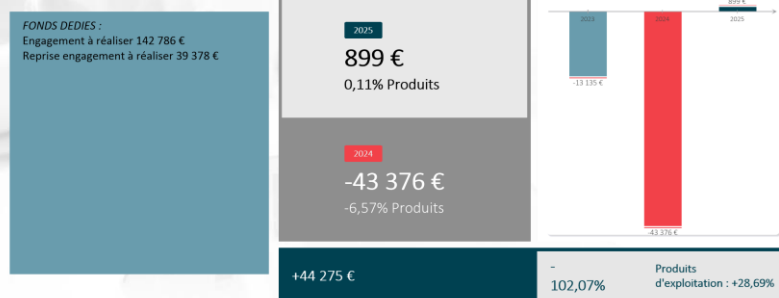 FONDS DEDIES :
Engagement à réaliser 142 786 €
Reprise engagement à réaliser 39 378 €
2025
899 €
0,11% Produits
2024
-43 376 €
-6,57% Produits
+44 275 €
-
102,07%
Produits
d'exploitation : +28,69%
899 €
2023
2024
2025
-13 135 €
-43 376 €